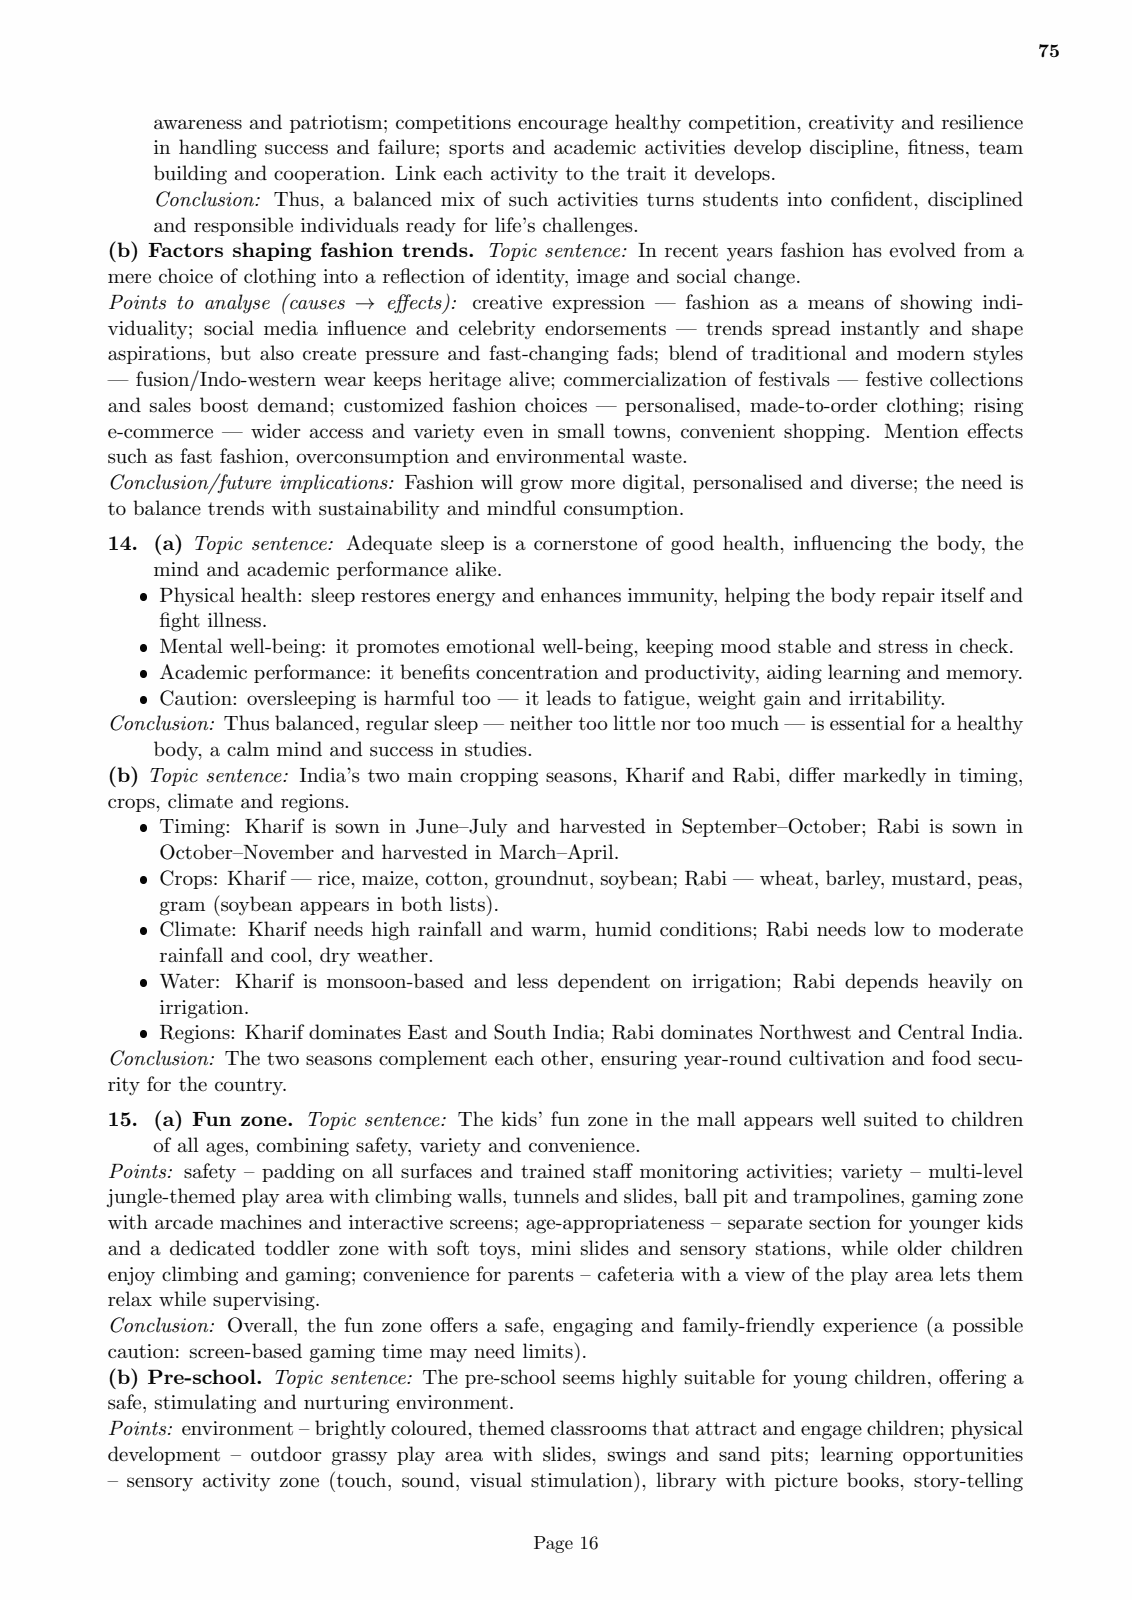 75
awareness and patriotism; competitions encourage healthy competition, creativity and resilience
in handling success and failure; sports and academic activities develop discipline, fitness, team
building and cooperation. Link each activity to the trait it develops.
Conclusion: Thus, a balanced mix of such activities turns students into confident, disciplined
and responsible individuals ready for life's challenges.
(b) Factors shaping fashion trends. Topic sentence: In recent years fashion has evolved from a
mere choice of clothing into a reflection of identity, image and social change.
Points to analyse (causes → effects): creative expression — fashion as a means of showing indi-
viduality; social media influence and celebrity endorsements — trends spread instantly and shape
aspirations, but also create pressure and fast-changing fads; blend of traditional and modern styles
— fusion/Indo-western wear keeps heritage alive; commercialization of festivals — festive collections
and sales boost demand; customized fashion choices — personalised, made-to-order clothing; rising
e-commerce — wider access and variety even in small towns, convenient shopping. Mention effects
such as fast fashion, overconsumption and environmental waste.
Conclusion/future implications: Fashion will grow more digital, personalised and diverse; the need is
to balance trends with sustainability and mindful consumption.
14. (a) Topic sentence: Adequate sleep is a cornerstone of good health, influencing the body, the
mind and academic performance alike.
• Physical health: sleep restores energy and enhances immunity, helping the body repair itself and
fight illness.
• Mental well-being: it promotes emotional well-being, keeping mood stable and stress in check.
• Academic performance: it benefits concentration and productivity, aiding learning and memory.
• Caution: oversleeping is harmful too — it leads to fatigue, weight gain and irritability.
Conclusion: Thus balanced, regular sleep — neither too little nor too much — is essential for a healthy
body, a calm mind and success in studies.
(b) Topic sentence: India's two main cropping seasons, Kharif and Rabi, differ markedly in timing,
crops, climate and regions.
• Timing: Kharif is sown in June–July and harvested in September–October; Rabi is sown in
October–November and harvested in March–April.
• Crops: Kharif — rice, maize, cotton, groundnut, soybean; Rabi — wheat, barley, mustard, peas,
gram (soybean appears in both lists).
• Climate: Kharif needs high rainfall and warm, humid conditions; Rabi needs low to moderate
rainfall and cool, dry weather.
• Water: Kharif is monsoon-based and less dependent on irrigation; Rabi depends heavily on
irrigation.
• Regions: Kharif dominates East and South India; Rabi dominates Northwest and Central India.
Conclusion: The two seasons complement each other, ensuring year-round cultivation and food secu-
rity for the country.
15. (a) Fun zone. Topic sentence: The kids' fun zone in the mall appears well suited to children
of all ages, combining safety, variety and convenience.
Points: safety – padding on all surfaces and trained staff monitoring activities; variety – multi-level
jungle-themed play area with climbing walls, tunnels and slides, ball pit and trampolines, gaming zone
with arcade machines and interactive screens; age-appropriateness – separate section for younger kids
and a dedicated toddler zone with soft toys, mini slides and sensory stations, while older children
enjoy climbing and gaming; convenience for parents – cafeteria with a view of the play area lets them
relax while supervising.
Conclusion: Overall, the fun zone offers a safe, engaging and family-friendly experience (a possible
caution: screen-based gaming time may need limits).
(b) Pre-school. Topic sentence: The pre-school seems highly suitable for young children, offering a
safe, stimulating and nurturing environment.
Points: environment – brightly coloured, themed classrooms that attract and engage children; physical
development – outdoor grassy play area with slides, swings and sand pits; learning opportunities
– sensory activity zone (touch, sound, visual stimulation), library with picture books, story-telling
Page 16